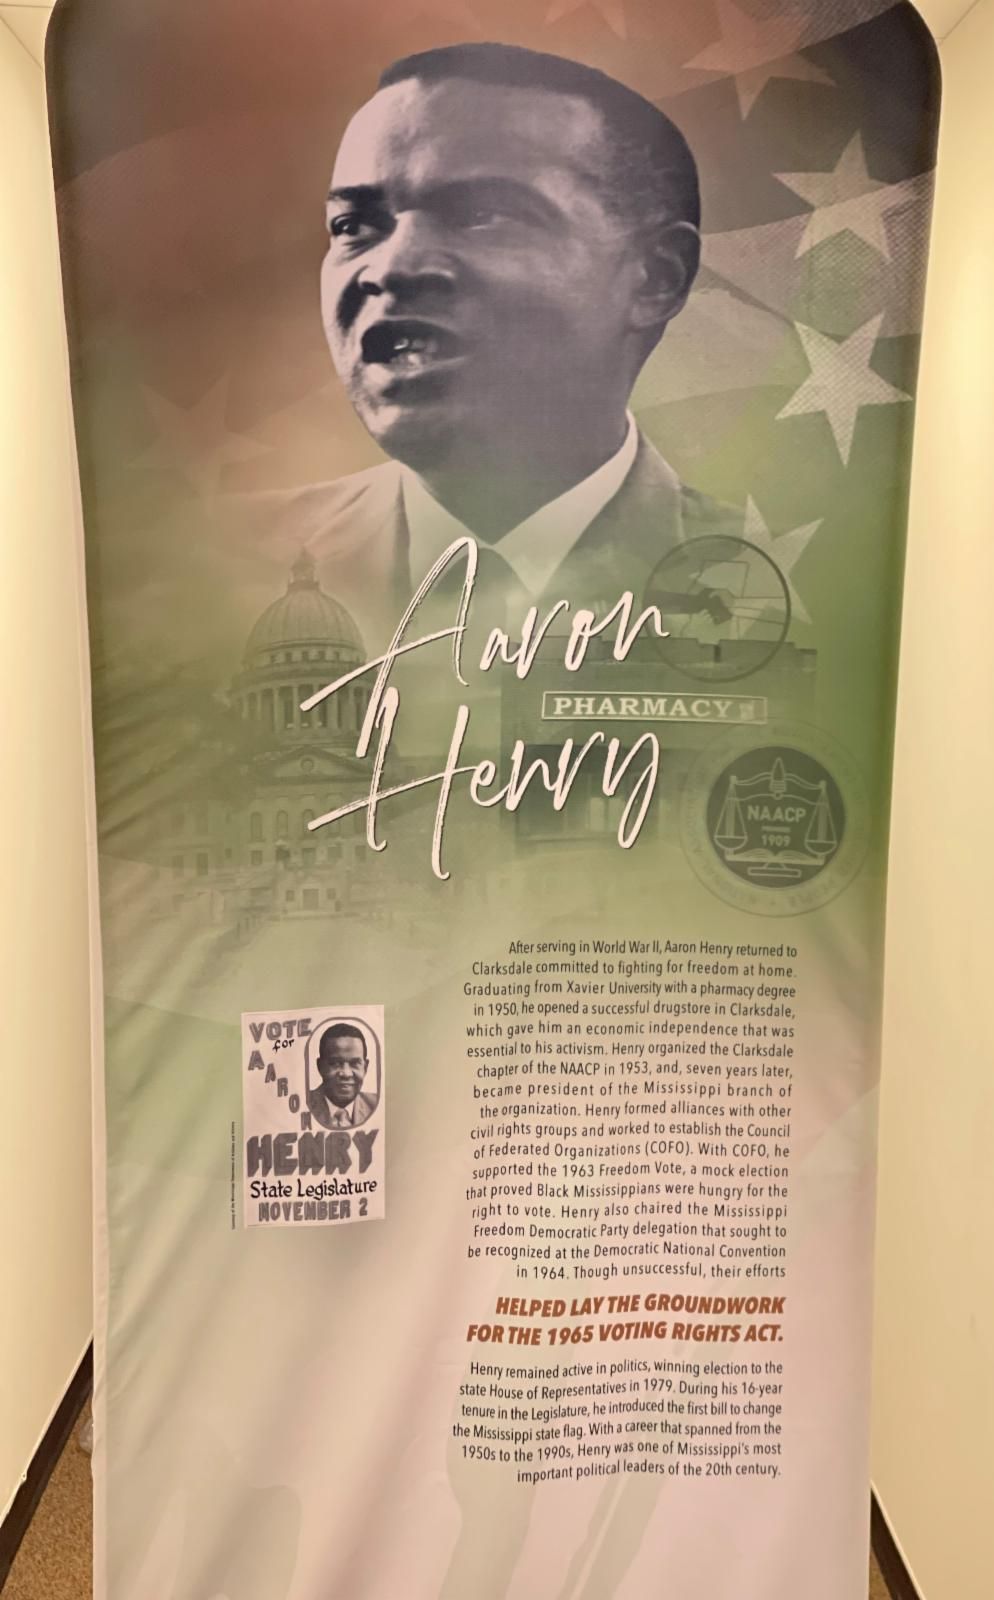 Aaron
Henry
PHARMACY
NAACP
FOUNDED
1909
After serving in World War II, Aaron Henry returned to
Clarksdale committed to fighting for freedom at home.
Graduating from Xavier University with a pharmacy degree
in 1950, he opened a successful drugstore in Clarksdale,
which gave him an economic independence that was
essential to his activism. Henry organized the Clarksdale
chapter of the NAACP in 1953, and, seven years later,
became president of the Mississippi branch of
the organization. Henry formed alliances with other
civil rights groups and worked to establish the Council
of Federated Organizations (COFO). With COFO, he
supported the 1963 Freedom Vote, a mock election
that proved Black Mississippians were hungry for the
right to vote. Henry also chaired the Mississippi
Freedom Democratic Party delegation that sought to
be recognized at the Democratic National Convention
in 1964. Though unsuccessful, their efforts
HELPED LAY THE GROUNDWORK
FOR THE 1965 VOTING RIGHTS ACT.
Henry remained active in politics, winning election to the
state House of Representatives in 1979. During his 16-year
tenure in the Legislature, he introduced the first bill to change
the Mississippi state flag. With a career that spanned from the
1950s to the 1990s, Henry was one of Mississippi's most
important political leaders of the 20th century.
VOTE
for
AARON
HENRY
State Legislature
NOVEMBER 2
Courtesy of the Mississippi Department of Archives and History